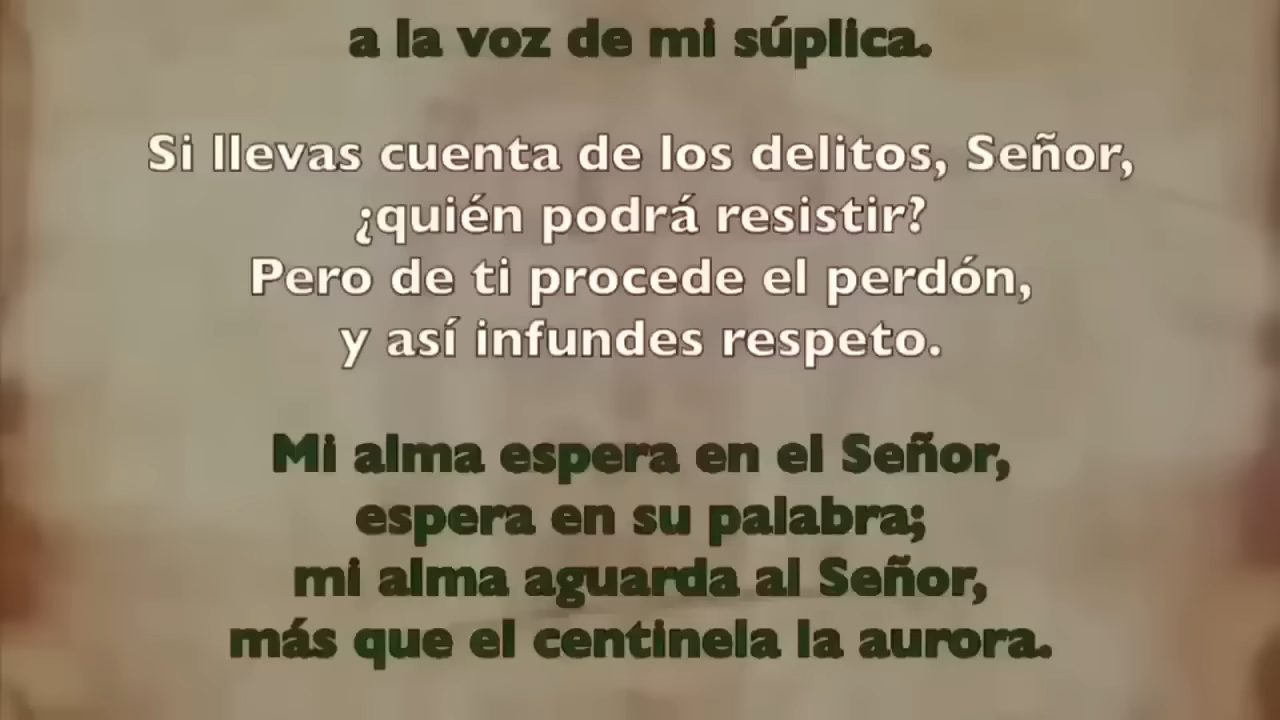 a la voz de mi súplica.
Si llevas cuenta de los delitos, Señor,
¿quién podrá resistir?
Pero de ti procede el perdón,
y así infundes respeto.
Mi alma espera en el Señor,
espera en su palabra;
mi alma aguarda al Señor,
más que el centinela la aurora.